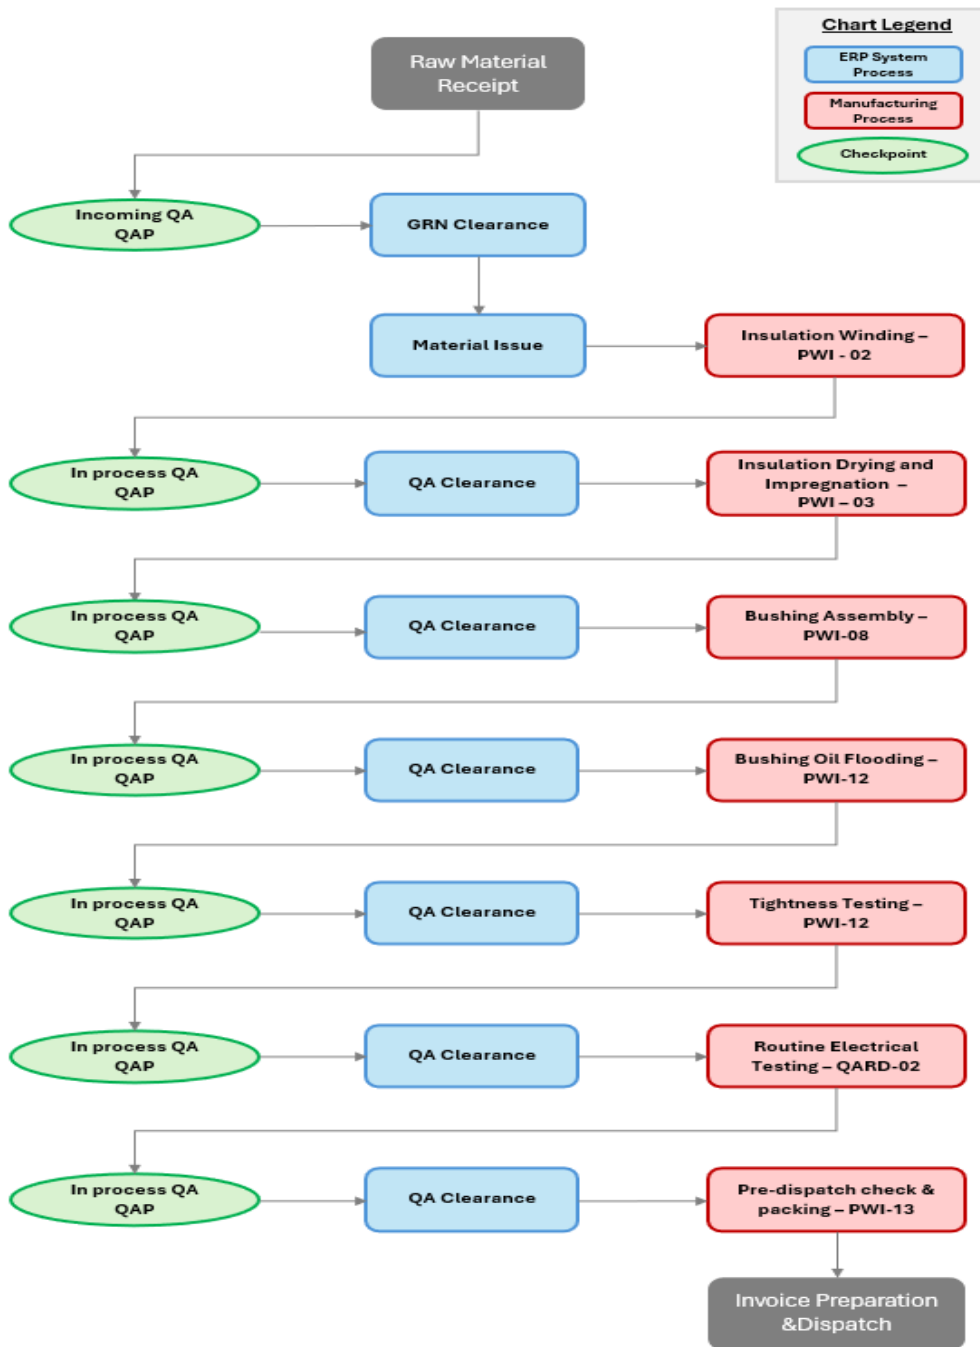 Chart Legend
ERP System
Process
Manufacturing
Process
Checkpoint
Raw Material
Receipt
Incoming QA
QAP
GRN Clearance
Material Issue
Insulation Winding –
PWI - 02
In process QA
QAP
QA Clearance
Insulation Drying and
Impregnation –
PWI – 03
In process QA
QAP
QA Clearance
Bushing Assembly –
PWI-08
In process QA
QAP
QA Clearance
Bushing Oil Flooding –
PWI-12
In process QA
QAP
QA Clearance
Tightness Testing –
PWI-12
In process QA
QAP
QA Clearance
Routine Electrical
Testing – QARD-02
In process QA
QAP
QA Clearance
Pre-dispatch check &
packing – PWI-13
Invoice Preparation
&Dispatch